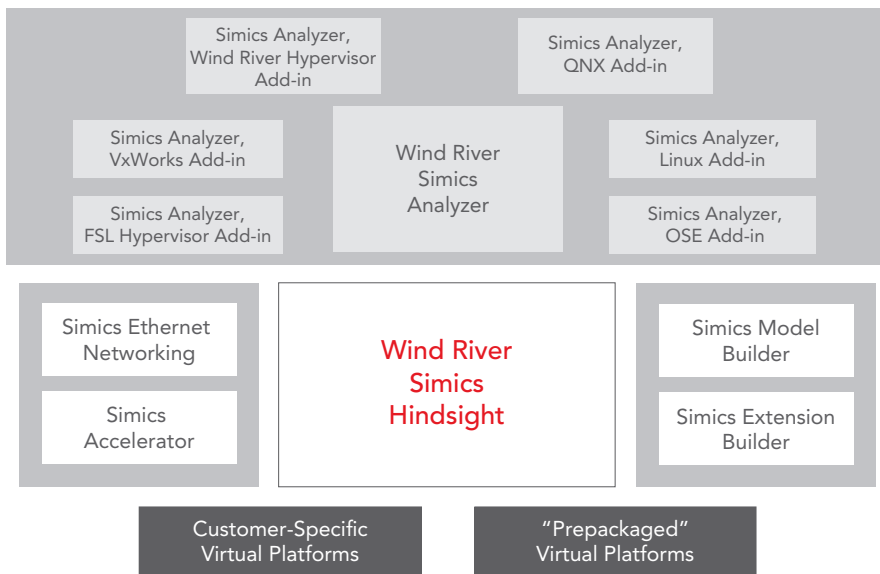 Simics Analyzer,
Wind River Hypervisor
Add-in
Simics Analyzer,
QNX Add-in
Simics Analyzer,
VxWorks Add-in
Wind River
Simics
Analyzer
Simics Analyzer,
Linux Add-in
Simics Analyzer,
FSL Hypervisor Add-in
Simics Analyzer,
OSE Add-in
Simics Ethernet
Networking
Simics
Accelerator
Wind River
Simics
Hindsight
Simics Model
Builder
Simics Extension
Builder
Customer-Specific
Virtual Platforms
“Prepackaged”
Virtual Platforms